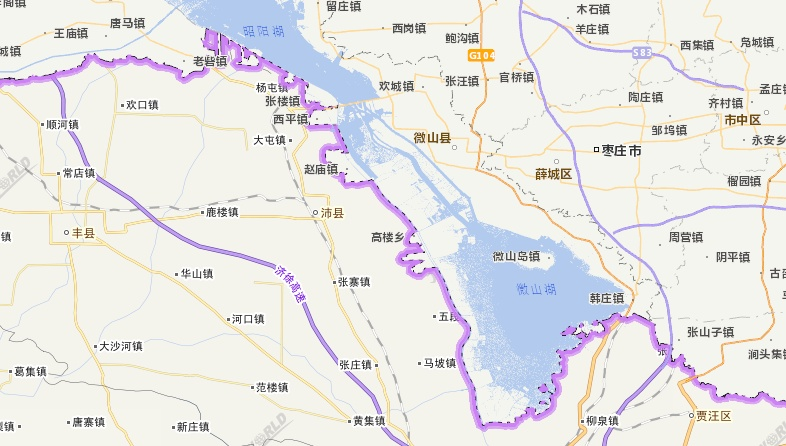 留庄镇
木石镇
唐马镇
西岗镇
羊庄镇
王庙镇
昭阳湖
鲍沟镇
西集镇
凫城镇
城镇
G104
S83
老砦镇
官桥镇
张汪镇
欢城镇
杨屯镇
孟庄
张楼镇
陶庄镇
齐村镇
欢口镇
西平镇
市中区
顺河镇
邹坞镇
大屯镇
微山县
永安乡
枣庄市
赵庙镇
常店镇
薛城区
榴园镇
鹿楼镇
沛县
丰县
高楼乡
周营镇
镇
微山岛镇
阴平镇
华山镇
济徐高速
古邵
张寨镇
微山湖
韩庄镇
河口镇
五段
张山子镇
大沙河镇
张
涧头集镇
张庄镇
马坡镇
葛集镇
范楼镇
贾汪区
唐寨镇
新庄镇
黄集镇
柳泉镇
镇